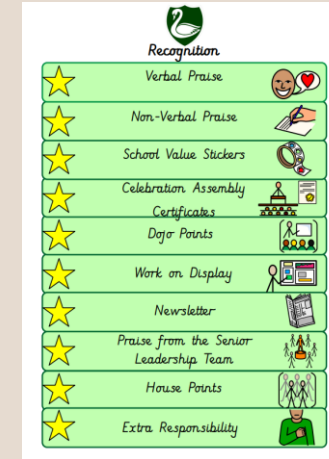 Recognition
Verbal Praise
Non-Verbal Praise
School Value Stickers
Celebration Assembly
Certificates
Dojo Points
Work on Display
Newsletter
Praise from the Senior
Leadership Team
House Points
Extra Responsibility